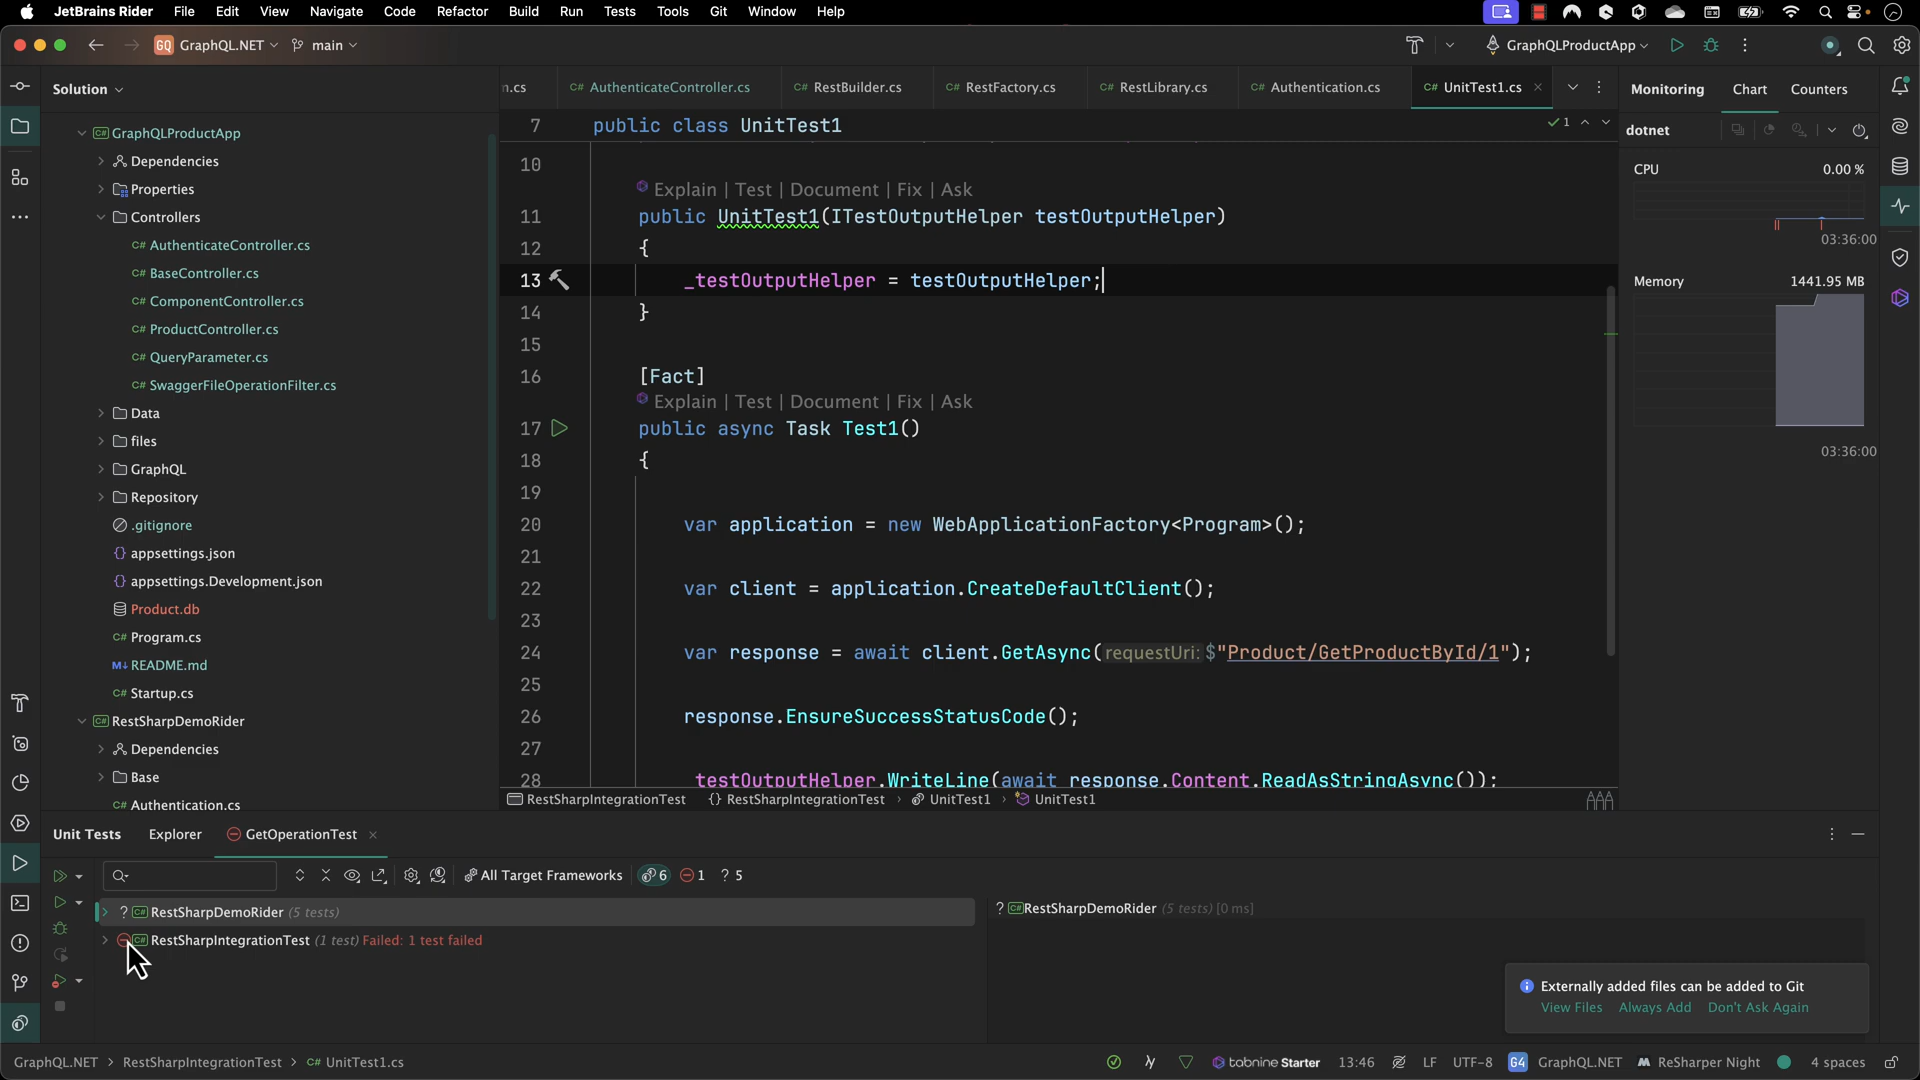 JetBrains Rider File Edit View Navigate Code Refactor Build Run Tests Tools Git Window Help
GQ GraphQL.NET main GraphQLProductApp
Solution
n.cs C# AuthenticateController.cs C# RestBuilder.cs C# RestFactory.cs C# RestLibrary.cs C# Authentication.cs C# UnitTest1.cs
Monitoring Chart Counters
7 public class UnitTest1
1
dotnet
CPU 0.00 %
03:36:00
Memory 1441.95 MB
03:36:00
C# GraphQLProductApp
Dependencies
Properties
Controllers
C# AuthenticateController.cs
C# BaseController.cs
C# ComponentController.cs
C# ProductController.cs
C# QueryParameter.cs
C# SwaggerFileOperationFilter.cs
Data
files
GraphQL
Repository
.gitignore
{} appsettings.json
{} appsettings.Development.json
Product.db
C# Program.cs
M↓ README.md
C# Startup.cs
C# RestSharpDemoRider
Dependencies
Base
C# Authentication.cs
10
Explain | Test | Document | Fix | Ask
11 public UnitTest1(ITestOutputHelper testOutputHelper)
12 {
13 _testOutputHelper = testOutputHelper;
14 }
15
16 [Fact]
Explain | Test | Document | Fix | Ask
17 public async Task Test1()
18 {
19
20 var application = new WebApplicationFactory<Program>();
21
22 var client = application.CreateDefaultClient();
23
24 var response = await client.GetAsync(requestUri: $"Product/GetProductById/1");
25
26 response.EnsureSuccessStatusCode();
27
28 _testOutputHelper.WriteLine(await response.Content.ReadAsStringAsync());
RestSharpIntegrationTest {} RestSharpIntegrationTest › UnitTest1 › UnitTest1
Unit Tests Explorer GetOperationTest
All Target Frameworks 6 1 ? 5
? C# RestSharpDemoRider (5 tests)
C# RestSharpIntegrationTest (1 test) Failed: 1 test failed
? C# RestSharpDemoRider (5 tests) [0 ms]
Externally added files can be added to Git
View Files Always Add Don't Ask Again
GraphQL.NET › RestSharpIntegrationTest › C# UnitTest1.cs
tabnine Starter 13:46 LF UTF-8 G4 GraphQL.NET ReSharper Night 4 spaces